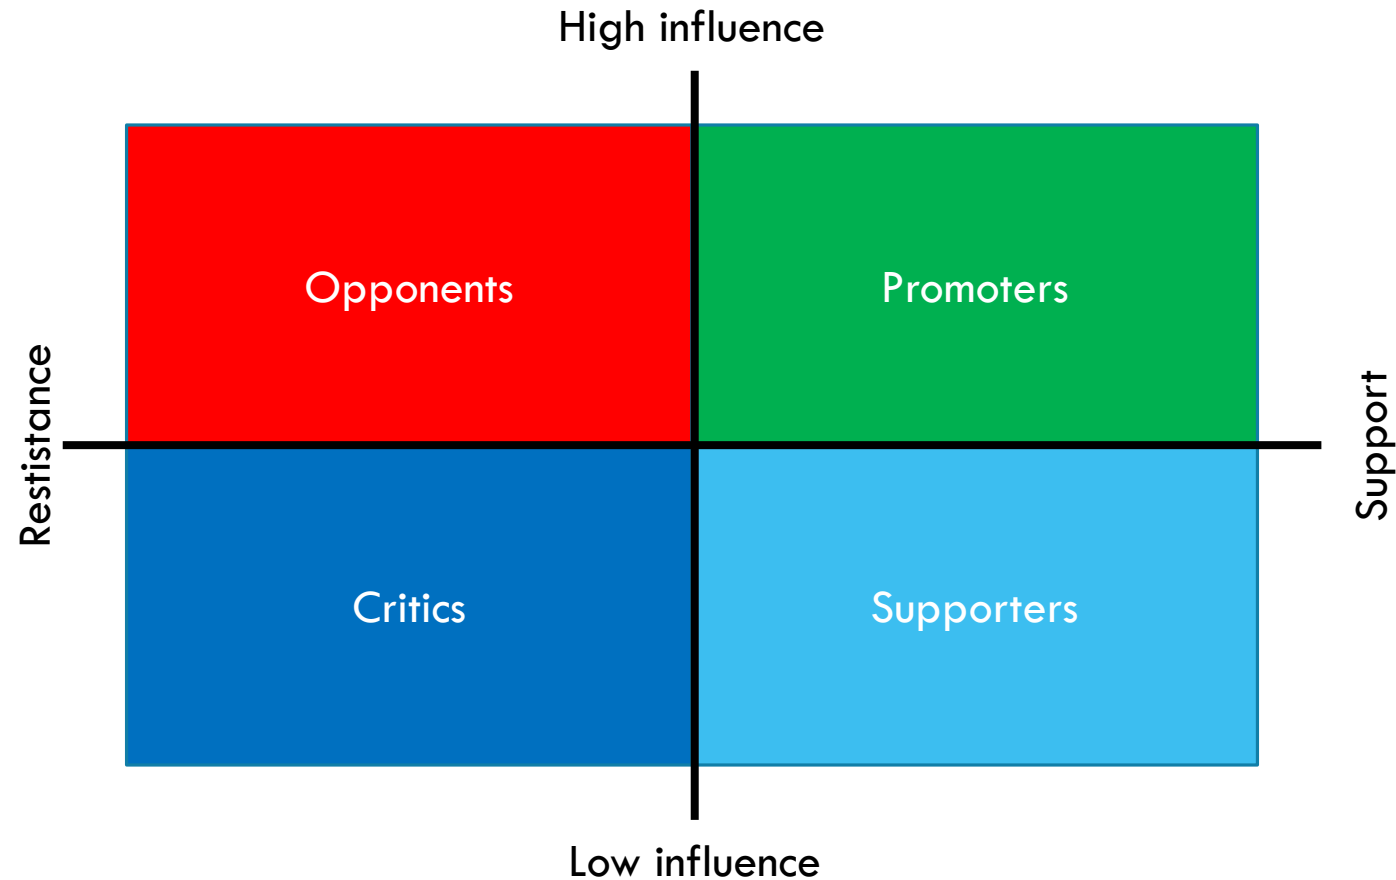 High influence
Opponents
Promoters
Restistance
Support
Critics
Supporters
Low influence